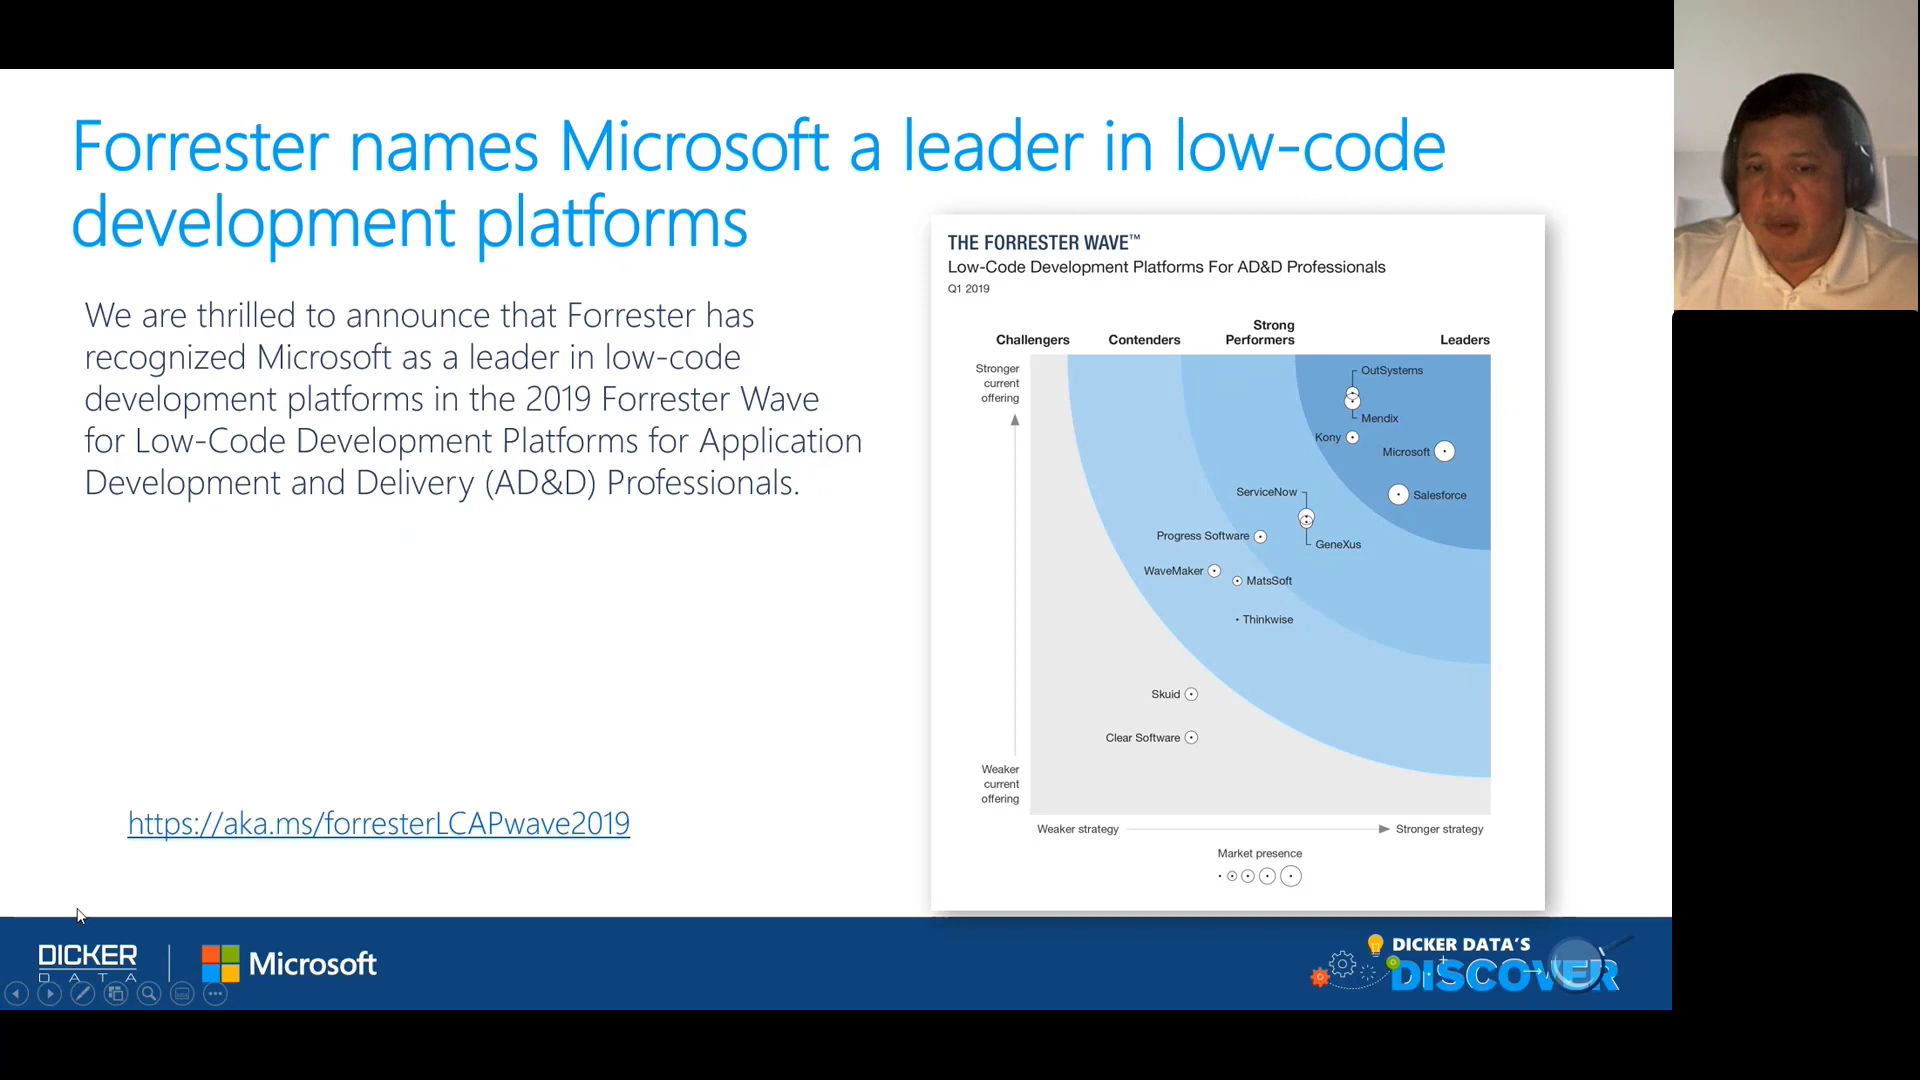 Forrester names Microsoft a leader in low-code
development platforms
We are thrilled to announce that Forrester has
recognized Microsoft as a leader in low-code
development platforms in the 2019 Forrester Wave
for Low-Code Development Platforms for Application
Development and Delivery (AD&D) Professionals.
https://aka.ms/forresterLCAPwave2019
THE FORRESTER WAVE™
Low-Code Development Platforms For AD&D Professionals
Q1 2019
Challengers
Contenders
Strong
Performers
Leaders
Stronger
current
offering
OutSystems
Mendix
Kony
Microsoft
Salesforce
ServiceNow
GeneXus
Progress Software
WaveMaker
MatsSoft
Thinkwise
Skuid
Clear Software
Weaker
current
offering
Weaker strategy
Stronger strategy
Market presence
DICKER
DATA
Microsoft
DICKER DATA'S
DISCOVER